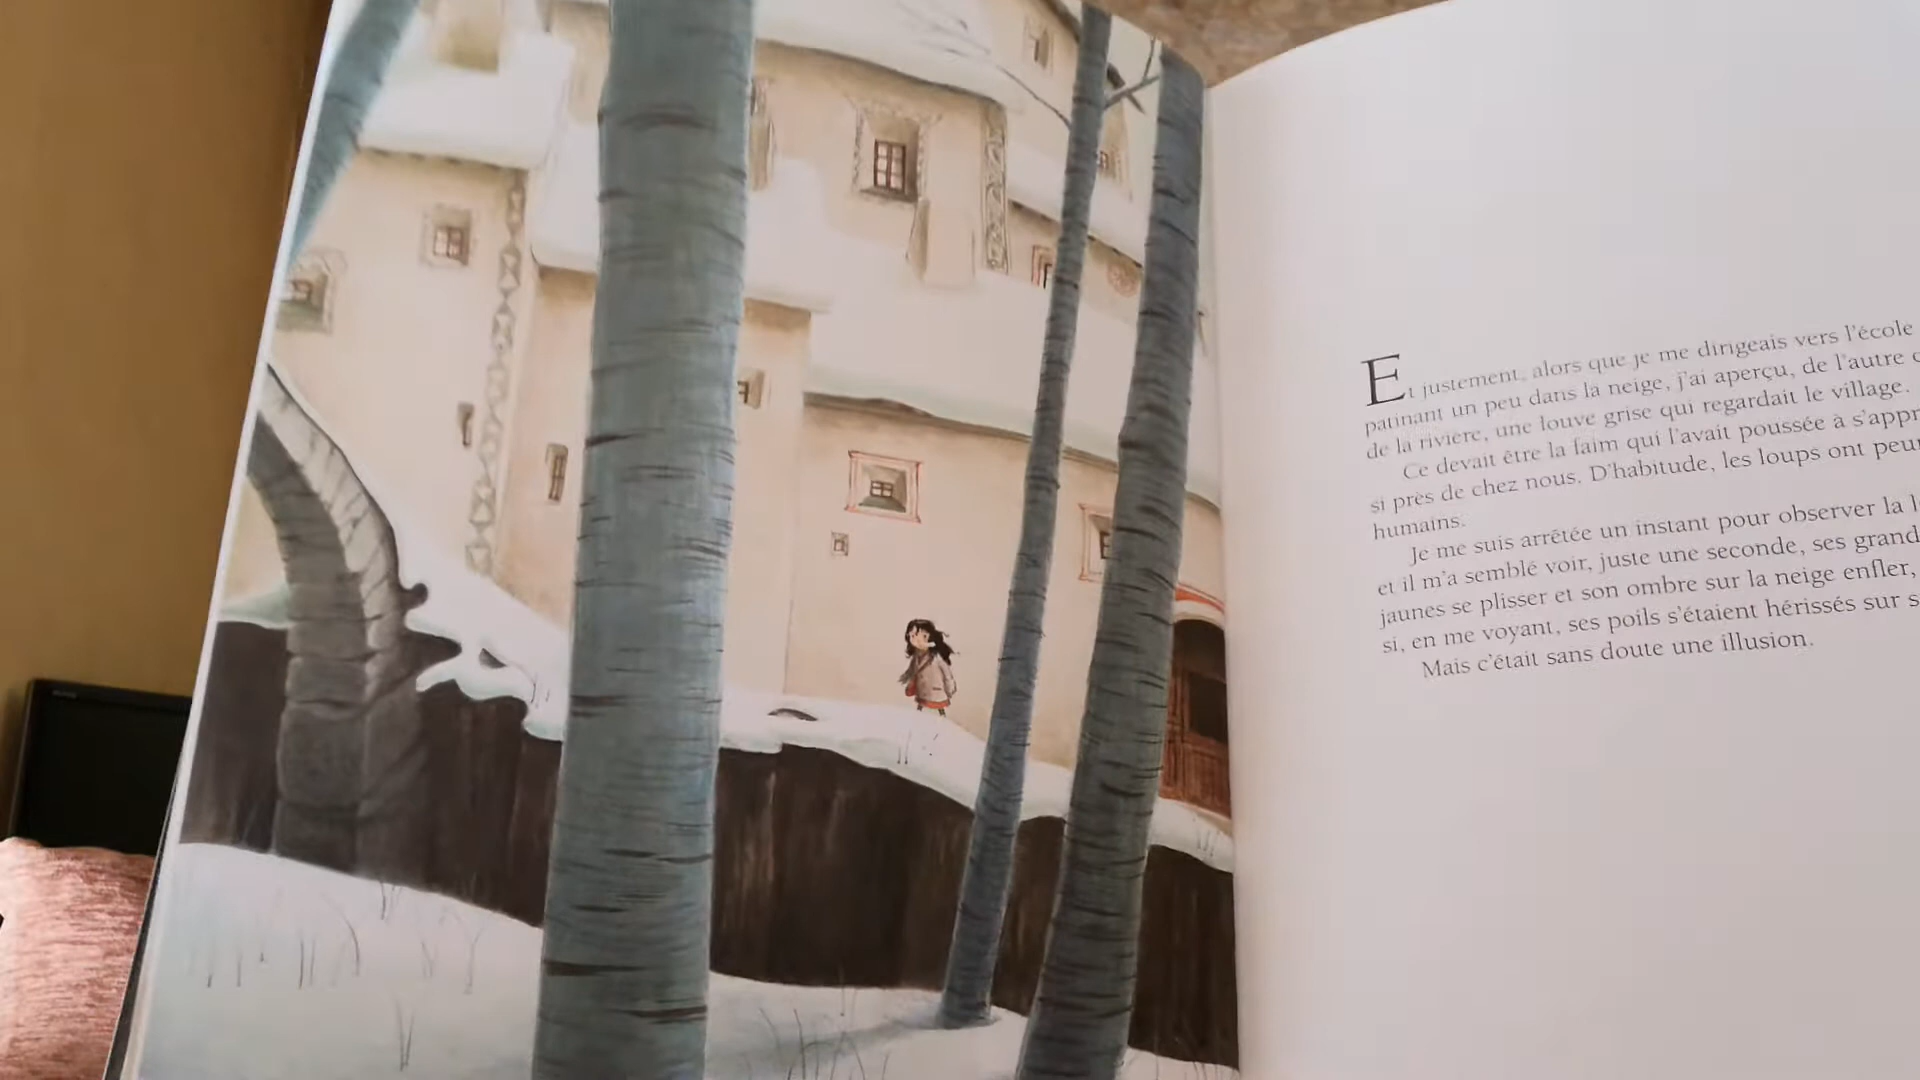 Et justement, alors que je me dirigeais vers l'école
patinant un peu dans la neige, j'ai aperçu, de l'autre
de la rivière, une louve grise qui regardait le village.
Ce devait être la faim qui l'avait poussée à
si près de chez nous. D'habitude, les loups ont
humains.
Je me suis arrêtée un instant pour observer la
et il m'a semblé voir, juste une seconde, ses
jaunes se plisser et son ombre sur la neige enfler,
si, en me voyant, ses poils s'étaient hérissés sur
Mais c'était sans doute une illusion.